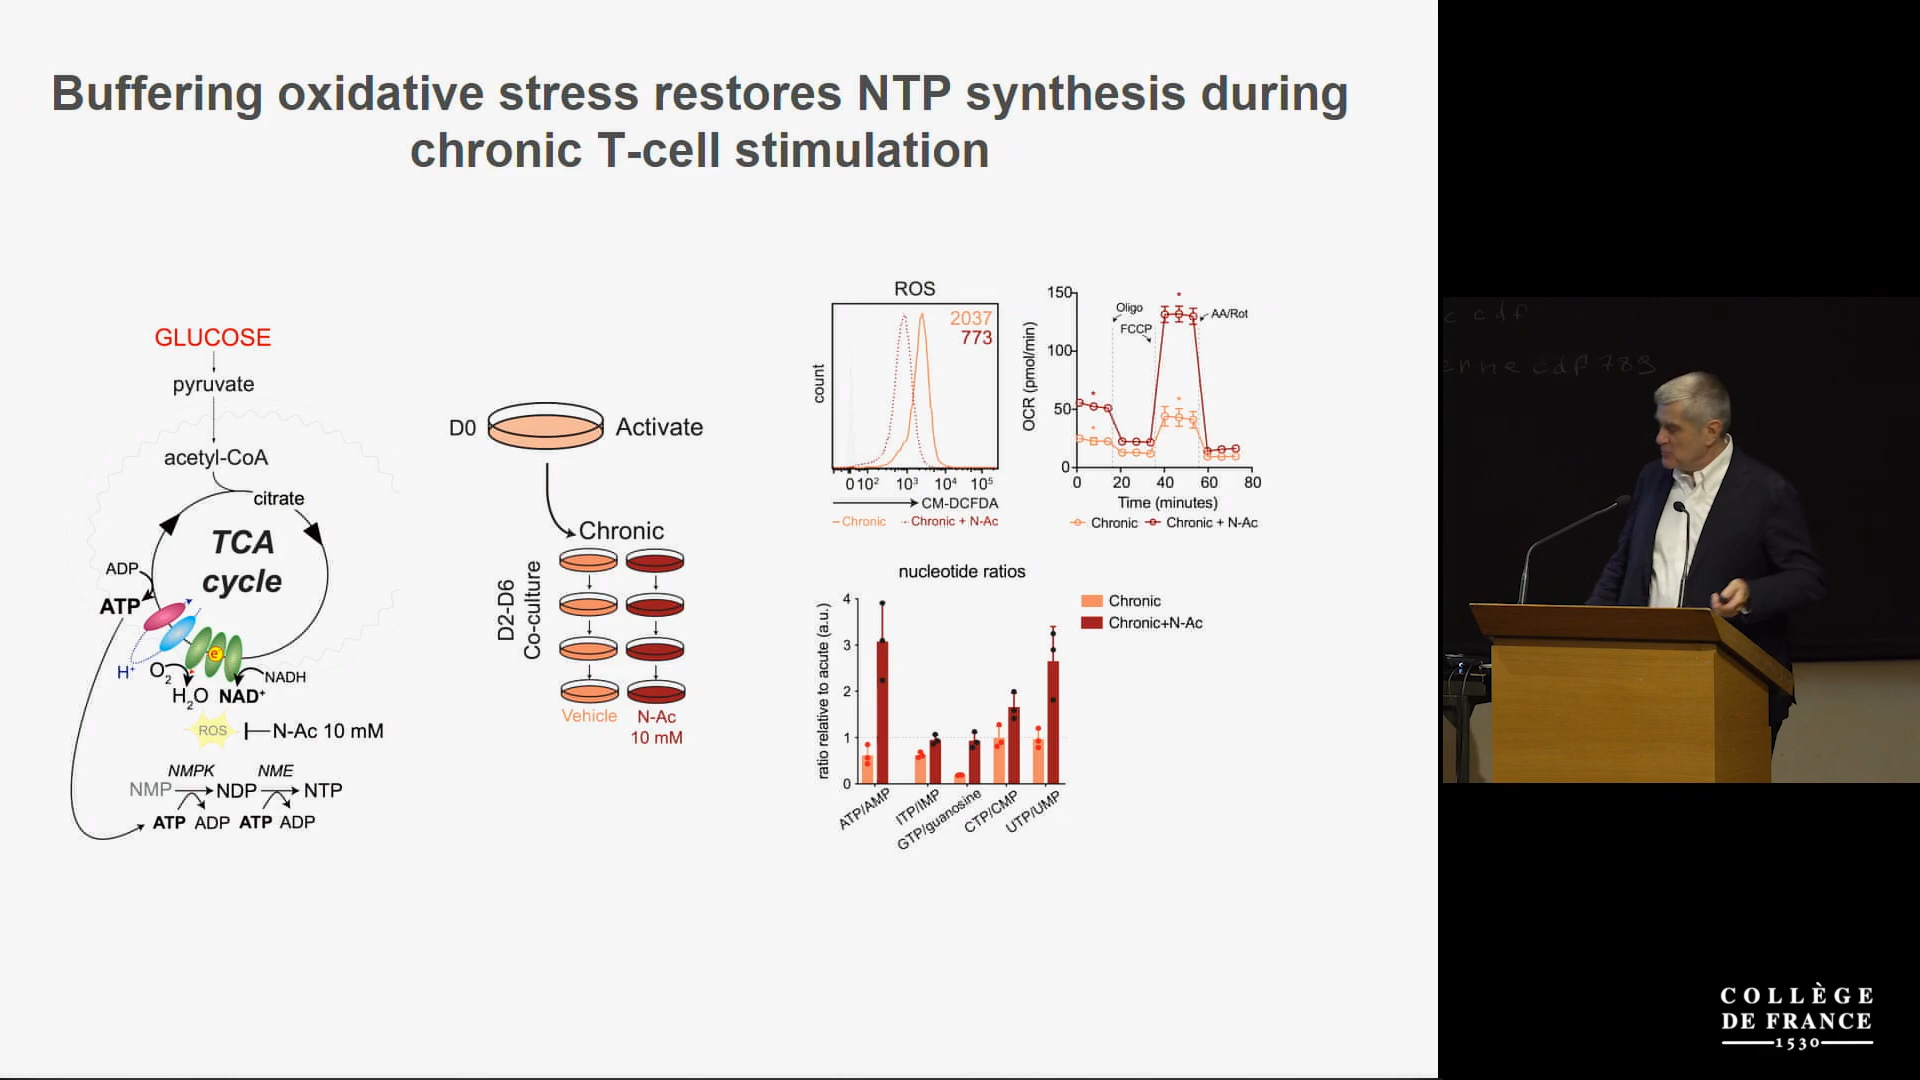 Buffering oxidative stress restores NTP synthesis during
chronic T-cell stimulation
GLUCOSE
pyruvate
acetyl-CoA
citrate
TCA
cycle
ADP
ATP
H⁺
O₂
H₂O
NAD⁺
NADH
e⁻
ROS
N-Ac 10 mM
NMPK
NME
NMP
NDP
NTP
ATP ADP ATP ADP
D0
Activate
Chronic
D2-D6
Co-culture
Vehicle
N-Ac
10 mM
ROS
2037
773
count
0 10² 10³ 10⁴ 10⁵
CM-DCFDA
Chronic
Chronic + N-Ac
OCR (pmol/min)
150
100
50
0
Oligo
FCCP
AA/Rot
*
*
*
*
0 20 40 60 80
Time (minutes)
Chronic
Chronic + N-Ac
nucleotide ratios
ratio relative to acute (a.u.)
4
3
2
1
0
ATP/AMP
ITP/IMP
GTP/guanosine
CTP/CMP
UTP/UMP
Chronic
Chronic+N-Ac
cdf
cdf789
COLLÈGE
DE FRANCE
1530